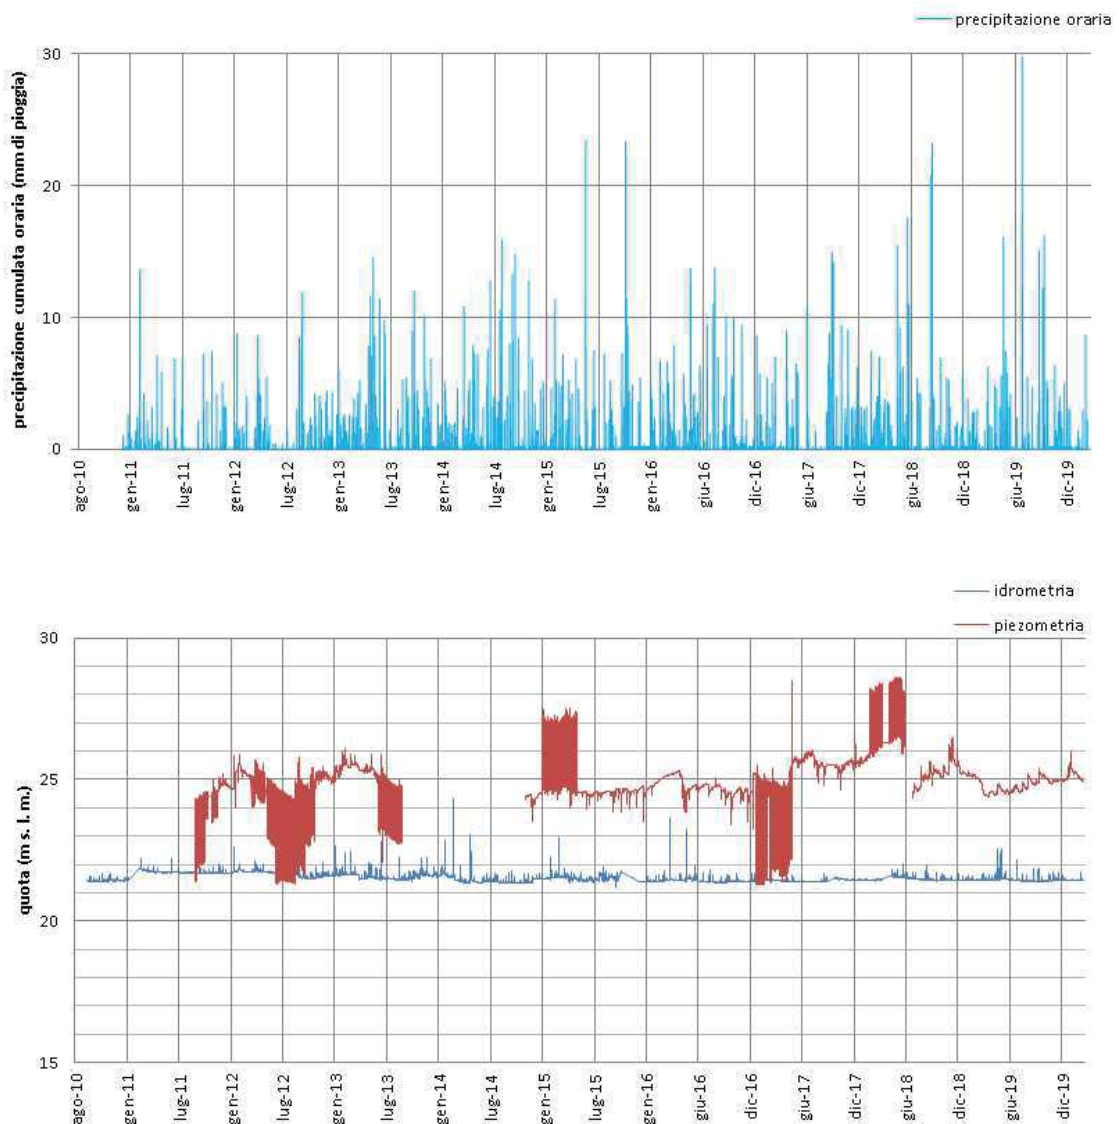 precipitazione oraria
precipitazione cumulata oraria (mm di pioggia)
30
20
10
0
ago-10
gen-11
lug-11
gen-12
lug-12
gen-13
lug-13
gen-14
lug-14
gen-15
lug-15
gen-16
giu-16
dic-16
giu-17
dic-17
giu-18
dic-18
giu-19
dic-19
idrometria
piezometria
quota (m s. l. m.)
30
25
20
15
ago-10
gen-11
lug-11
gen-12
lug-12
gen-13
lug-13
gen-14
lug-14
gen-15
lug-15
gen-16
giu-16
dic-16
giu-17
dic-17
giu-18
dic-18
giu-19
dic-19